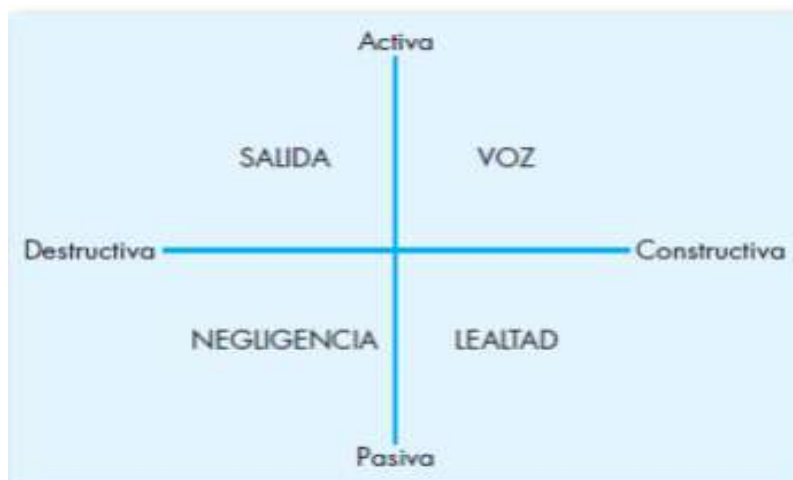 Activa
SALIDA VOZ
Destructiva Constructiva
NEGLIGENCIA LEALTAD
Pasiva